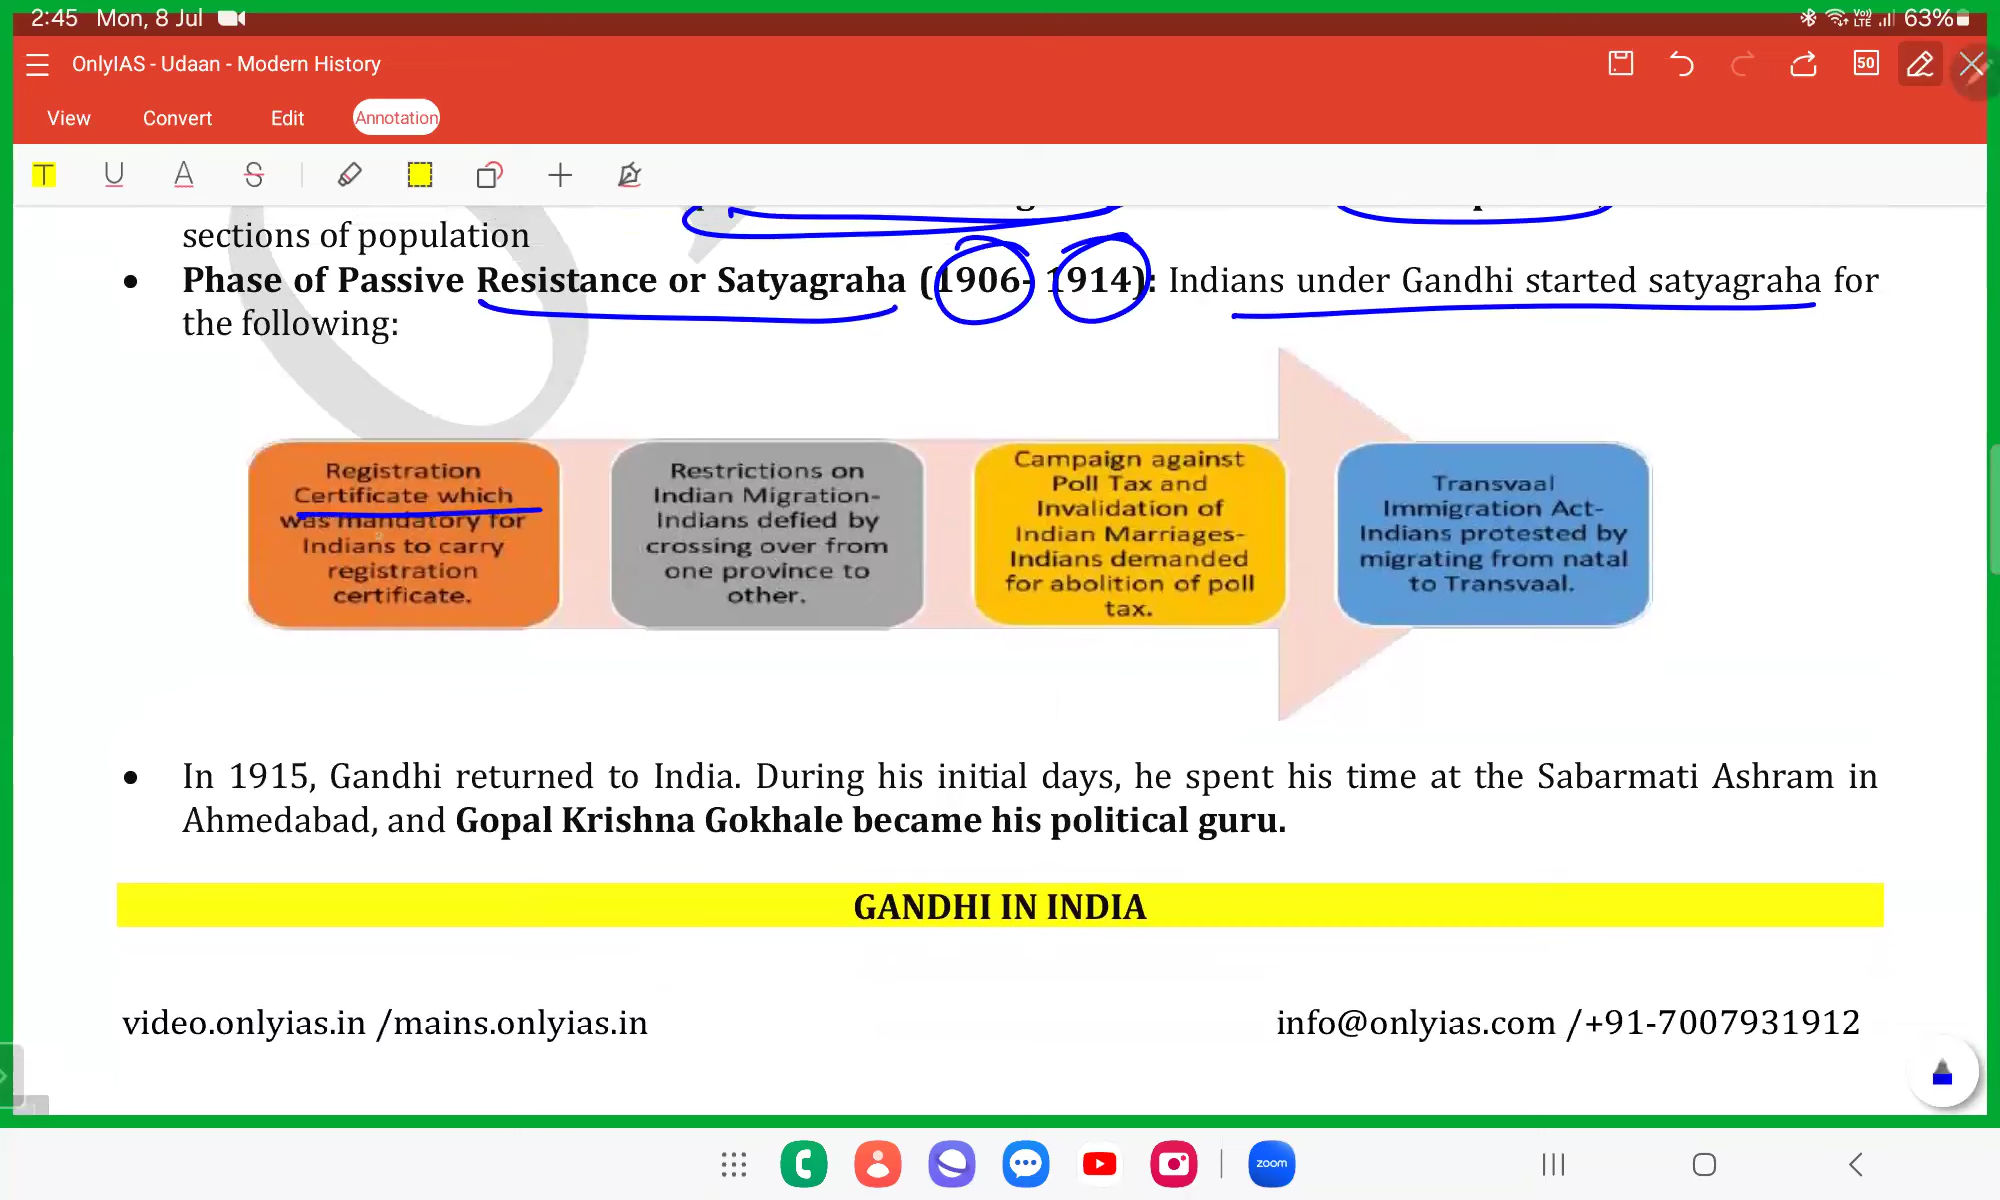 2:45 Mon, 8 Jul 63%
OnlyIAS - Udaan - Modern History
50
View Convert Edit Annotation
sections of population
• Phase of Passive Resistance or Satyagraha (1906- 1914): Indians under Gandhi started satyagraha for
the following:
Registration
Certificate which
was mandatory for
Indians to carry
registration
certificate.
Restrictions on
Indian Migration-
Indians defied by
crossing over from
one province to
other.
Campaign against
Poll Tax and
Invalidation of
Indian Marriages-
Indians demanded
for abolition of poll
tax.
Transvaal
Immigration Act-
Indians protested by
migrating from natal
to Transvaal.
• In 1915, Gandhi returned to India. During his initial days, he spent his time at the Sabarmati Ashram in
Ahmedabad, and Gopal Krishna Gokhale became his political guru.
GANDHI IN INDIA
video.onlyias.in /mains.onlyias.in info@onlyias.com /+91-7007931912
zoom